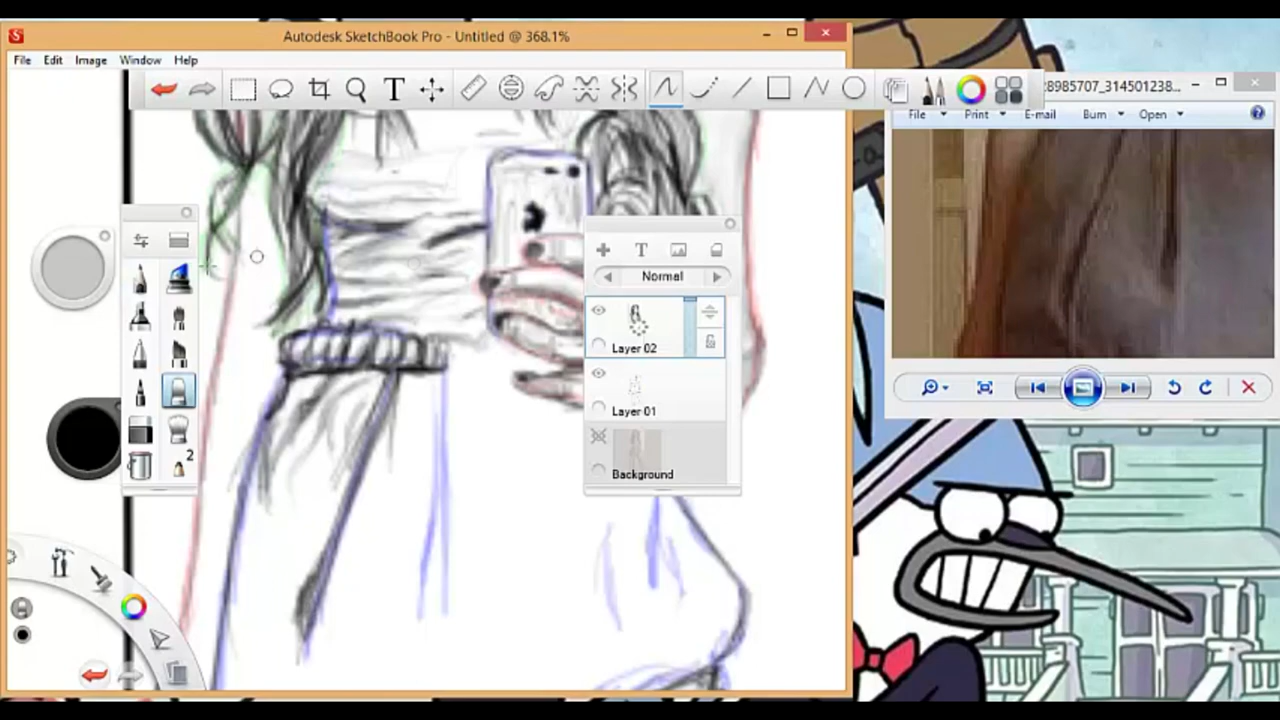 Autodesk SketchBook Pro - Untitled @ 368.1%
File Edit Image Window Help
T
28985707_314501238...
File Print E-mail Burn Open
T
Normal
Layer 02
Layer 01
Background
2